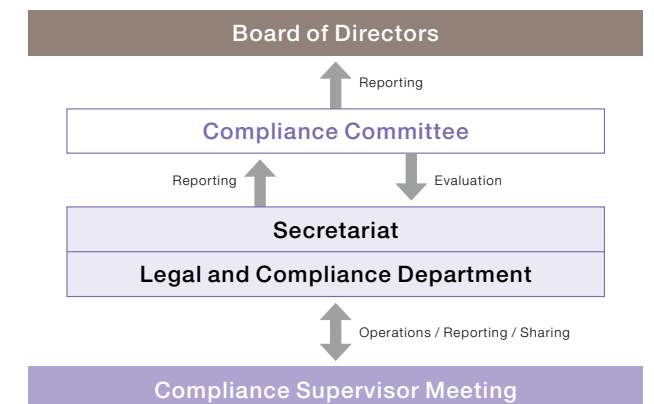 Board of Directors
Reporting
Compliance Committee
Reporting
Evaluation
Secretariat
Legal and Compliance Department
Operations / Reporting / Sharing
Compliance Supervisor Meeting